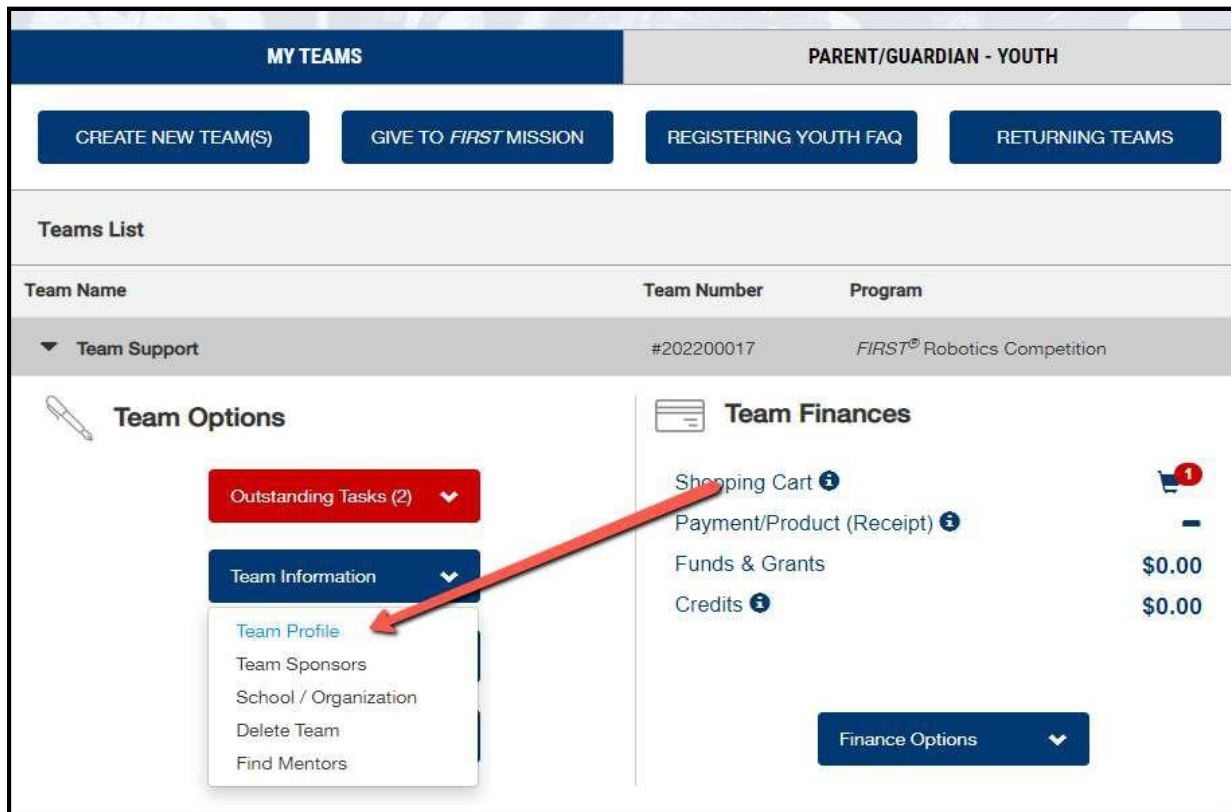 MY TEAMS
PARENT/GUARDIAN - YOUTH
CREATE NEW TEAM(S)
GIVE TO FIRST MISSION
REGISTERING YOUTH FAQ
RETURNING TEAMS
Teams List
Team Name
Team Number
Program
Team Support
#202200017
FIRST® Robotics Competition
Team Options
Outstanding Tasks (2)
Team Information
Team Profile
Team Sponsors
School / Organization
Delete Team
Find Mentors
Team Finances
Shopping Cart
1
Payment/Product (Receipt)
Funds & Grants
$0.00
Credits
$0.00
Finance Options